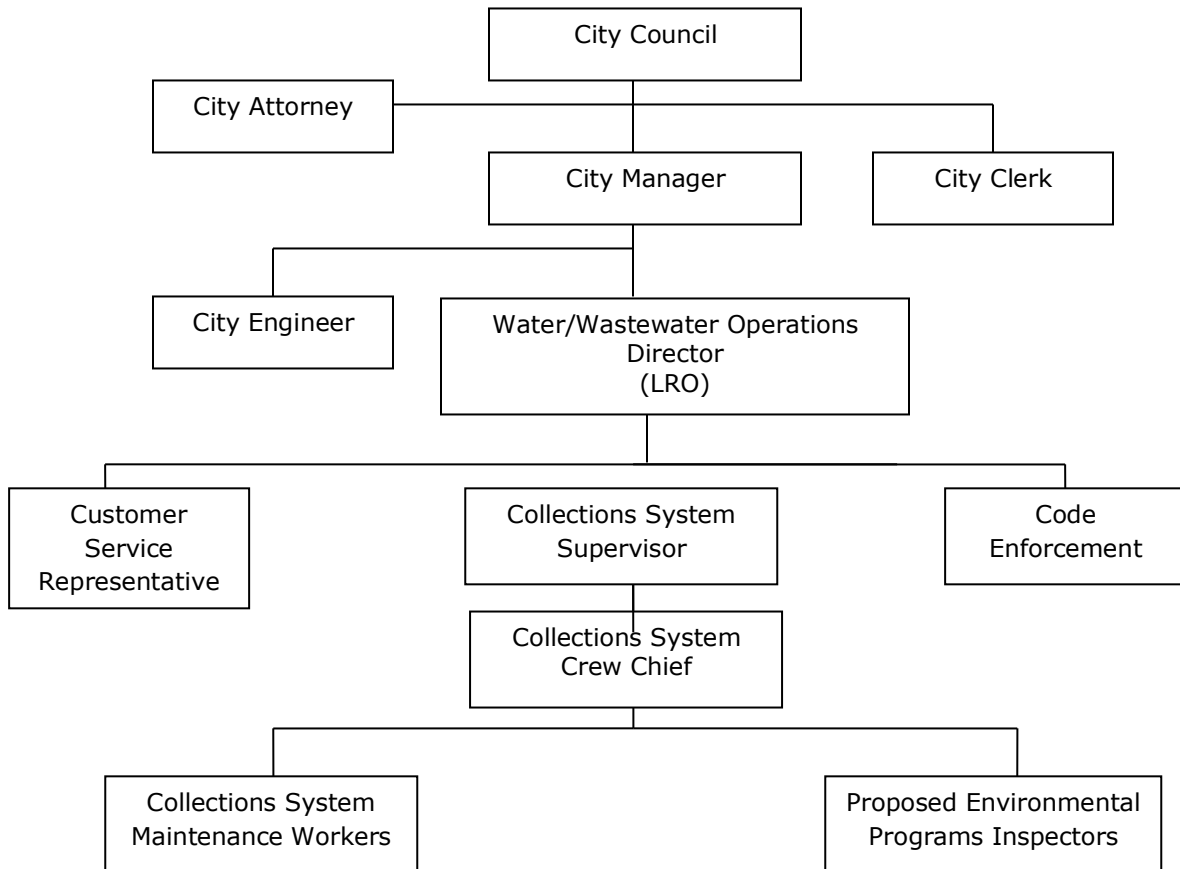 City Council
City Attorney
City Manager
City Clerk
City Engineer
Water/Wastewater Operations
Director
(LRO)
Customer
Service
Representative
Collections System
Supervisor
Code
Enforcement
Collections System
Crew Chief
Collections System
Maintenance Workers
Proposed Environmental
Programs Inspectors